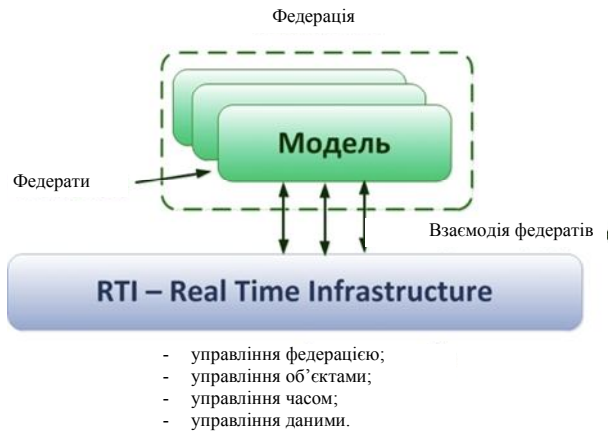 Федерація
Модель
Федерати
Взаємодія федератів
RTI – Real Time Infrastructure
- управління федерацією;
- управління об’єктами;
- управління часом;
- управління даними.